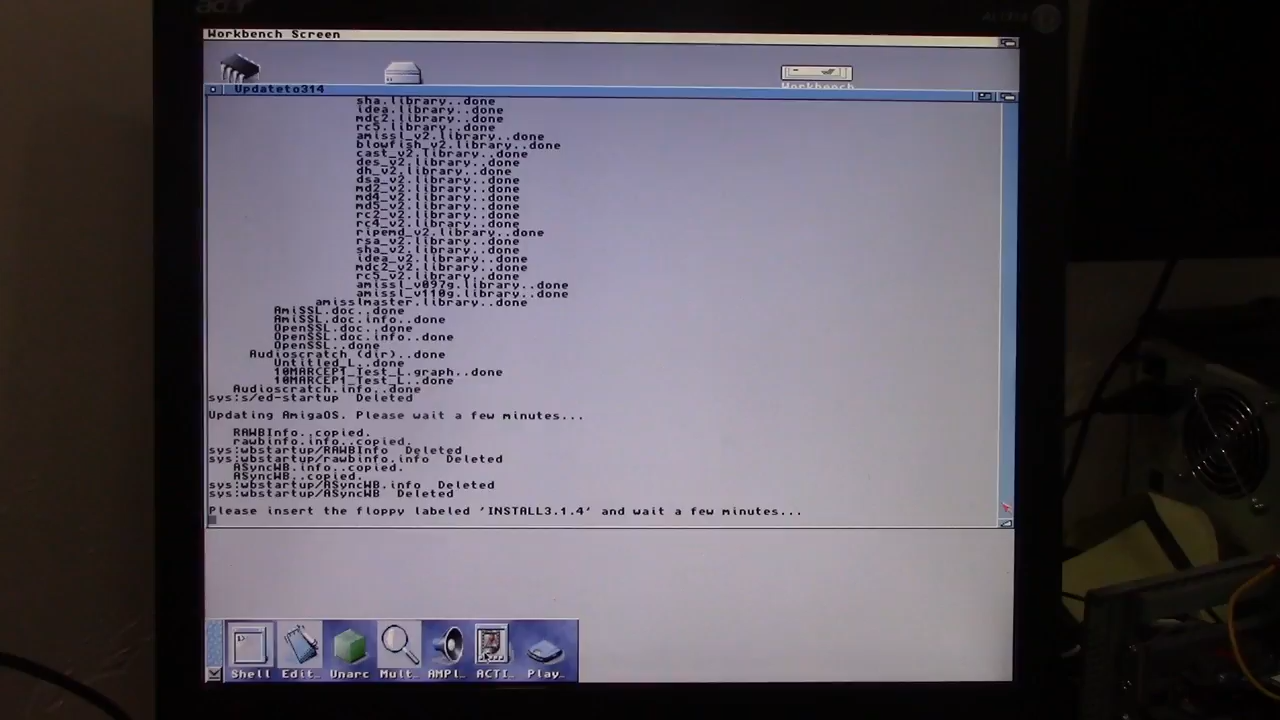 acer
Workbench Screen
Workbench
Updateto314
sha.library..done
idea.library..done
mdc2.library..done
rc5.library..done
amissl_v2.library..done
blowfish_v2.library..done
cast_v2.library..done
des_v2.library..done
dh_v2.library..done
dsa_v2.library..done
md2_v2.library..done
md4_v2.library..done
md5_v2.library..done
rc2_v2.library..done
rc4_v2.library..done
ripemd_v2.library..done
rsa_v2.library..done
sha_v2.library..done
idea_v2.library..done
mdc2_v2.library..done
rc5_v2.library..done
amissl_v097g.library..done
amissl_v110g.library..done
amisslmaster.library..done
AmiSSL.doc..done
AmiSSL.doc.info..done
OpenSSL.doc..done
OpenSSL.doc.info..done
OpenSSL..done
Audioscratch (dir)..done
Untitled_L..done
10MARCEP1_Test_L.graph..done
10MARCEP1_Test_L..done
Audioscratch.info..done
sys:s/ed-startup  Deleted
Updating AmigaOS. Please wait a few minutes...
RAWBInfo..copied.
rawbinfo.info..copied.
sys:wbstartup/RAWBInfo  Deleted
sys:wbstartup/rawbinfo.info  Deleted
ASyncWB.info..copied.
ASyncWB..copied.
sys:wbstartup/ASyncWB.info  Deleted
sys:wbstartup/ASyncWB  Deleted
Please insert the floppy labeled 'INSTALL3.1.4' and wait a few minutes...
Shell Edit_ Unarc Mult_ AMPl_ ACTI_ Play_